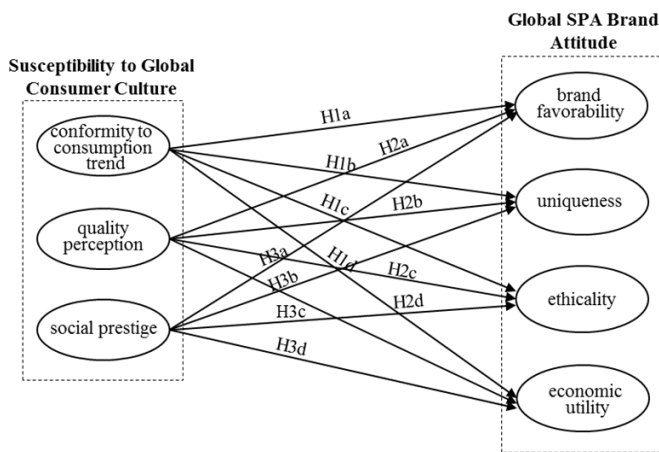 Global SPA Brand
Attitude
Susceptibility to Global
Consumer Culture
conformity to
consumption
trend
quality
perception
social prestige
H1a
H2a
H1b
H2b
H1c
H3a
H1d
H3b
H2c
H3c
H2d
H3d
brand
favorability
uniqueness
ethicality
economic
utility